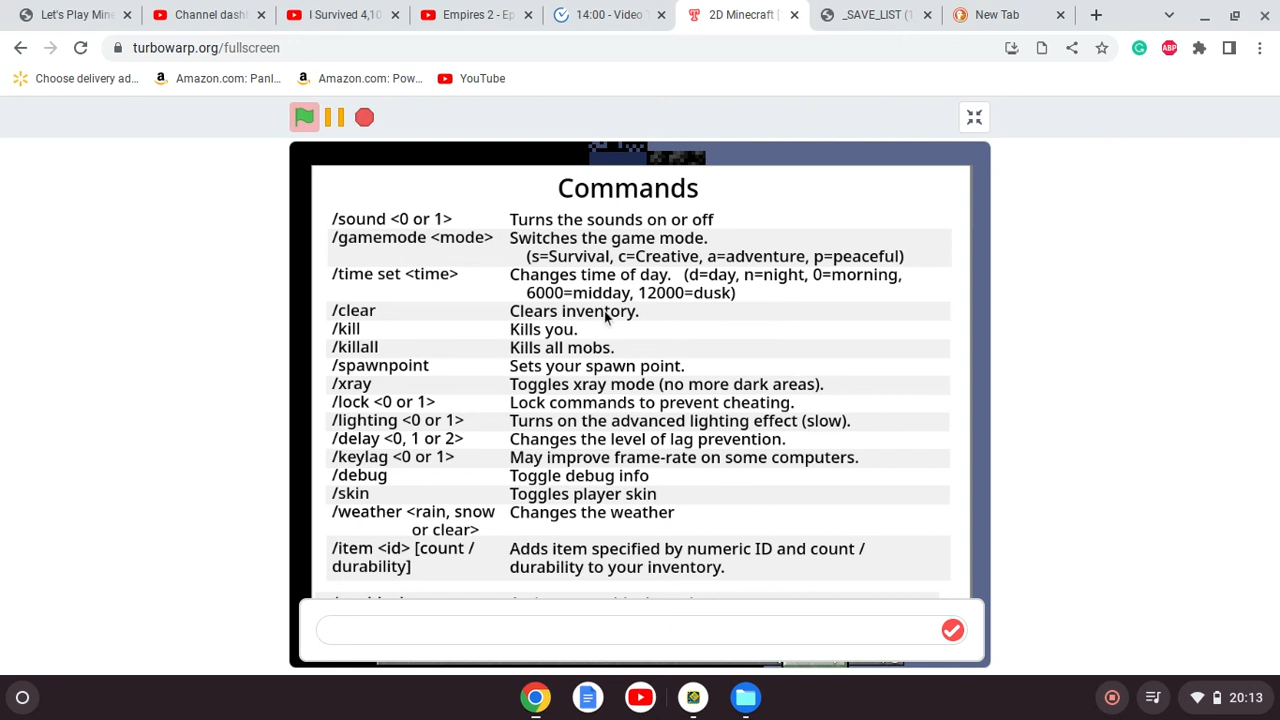 Let's Play Mine
Channel dash
I Survived 4,10
Empires 2 - Ep
14:00 - Video T
2D Minecraft
_SAVE_LIST (1
New Tab
turbowarp.org/fullscreen
Choose delivery ad...
Amazon.com: Panl...
Amazon.com: Pow...
YouTube
Commands
/sound <0 or 1> Turns the sounds on or off
/gamemode <mode> Switches the game mode.
(s=Survival, c=Creative, a=adventure, p=peaceful)
/time set <time> Changes time of day. (d=day, n=night, 0=morning,
6000=midday, 12000=dusk)
/clear Clears inventory.
/kill Kills you.
/killall Kills all mobs.
/spawnpoint Sets your spawn point.
/xray Toggles xray mode (no more dark areas).
/lock <0 or 1> Lock commands to prevent cheating.
/lighting <0 or 1> Turns on the advanced lighting effect (slow).
/delay <0, 1 or 2> Changes the level of lag prevention.
/keylag <0 or 1> May improve frame-rate on some computers.
/debug Toggle debug info
/skin Toggles player skin
/weather <rain, snow Changes the weather
or clear>
/item <id> [count / Adds item specified by numeric ID and count /
durability] durability to your inventory.
20:13